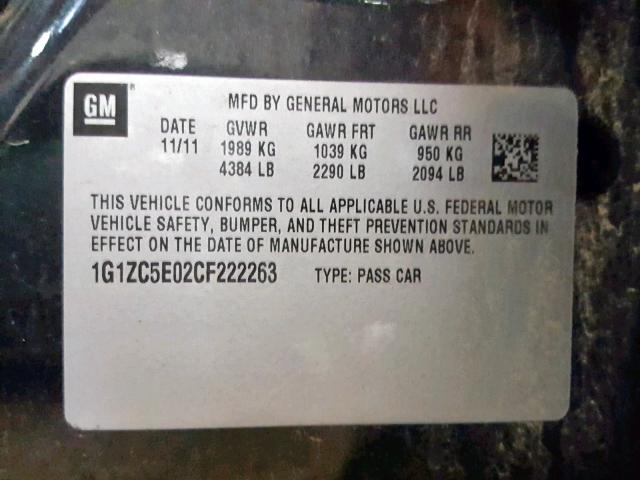 GM
MFD BY GENERAL MOTORS LLC
DATE GVWR GAWR FRT GAWR RR
11/11 1989 KG 1039 KG 950 KG
4384 LB 2290 LB 2094 LB
THIS VEHICLE CONFORMS TO ALL APPLICABLE U.S. FEDERAL MOTOR
VEHICLE SAFETY, BUMPER, AND THEFT PREVENTION STANDARDS IN
EFFECT ON THE DATE OF MANUFACTURE SHOWN ABOVE.
1G1ZC5E02CF222263 TYPE: PASS CAR